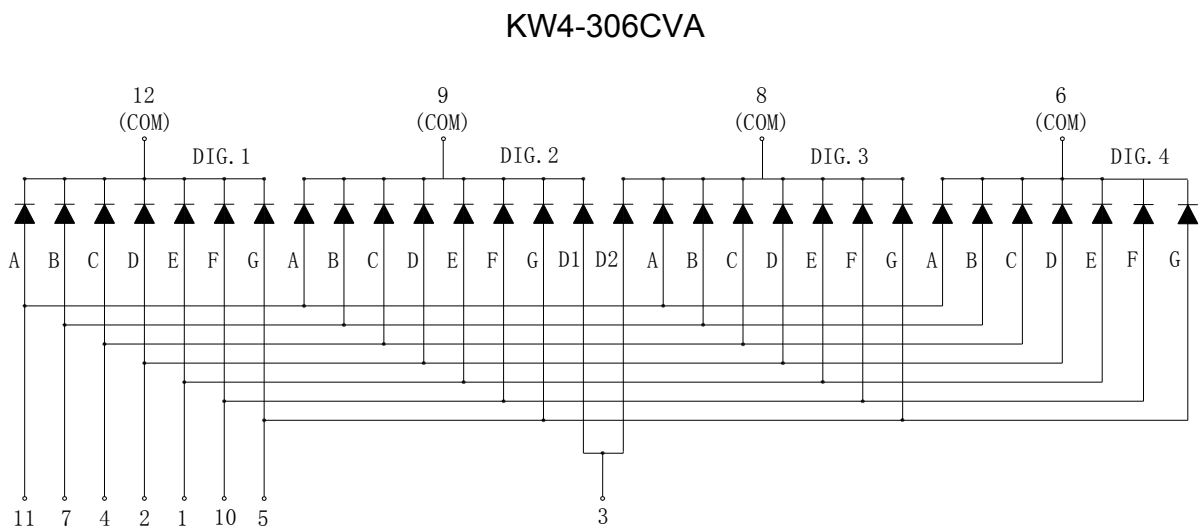 KW4-306CVA
12 9 8 6
(COM) (COM) (COM) (COM)
DIG.1 DIG.2 DIG.3 DIG.4
A B C D E F G A B C D E F G D1 D2 A B C D E F G A B C D E F G
11 7 4 2 1 10 5 3